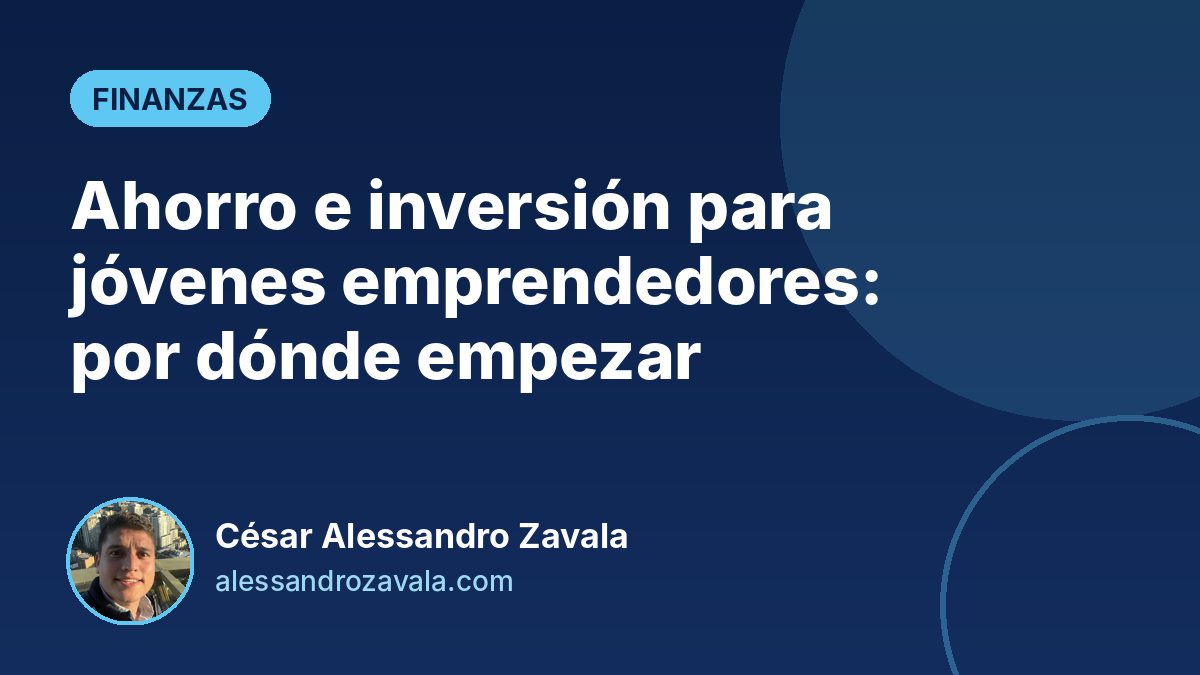 FINANZAS
Ahorro e inversión para
jóvenes emprendedores:
por dónde empezar
César Alessandro Zavala
alessandrozavala.com